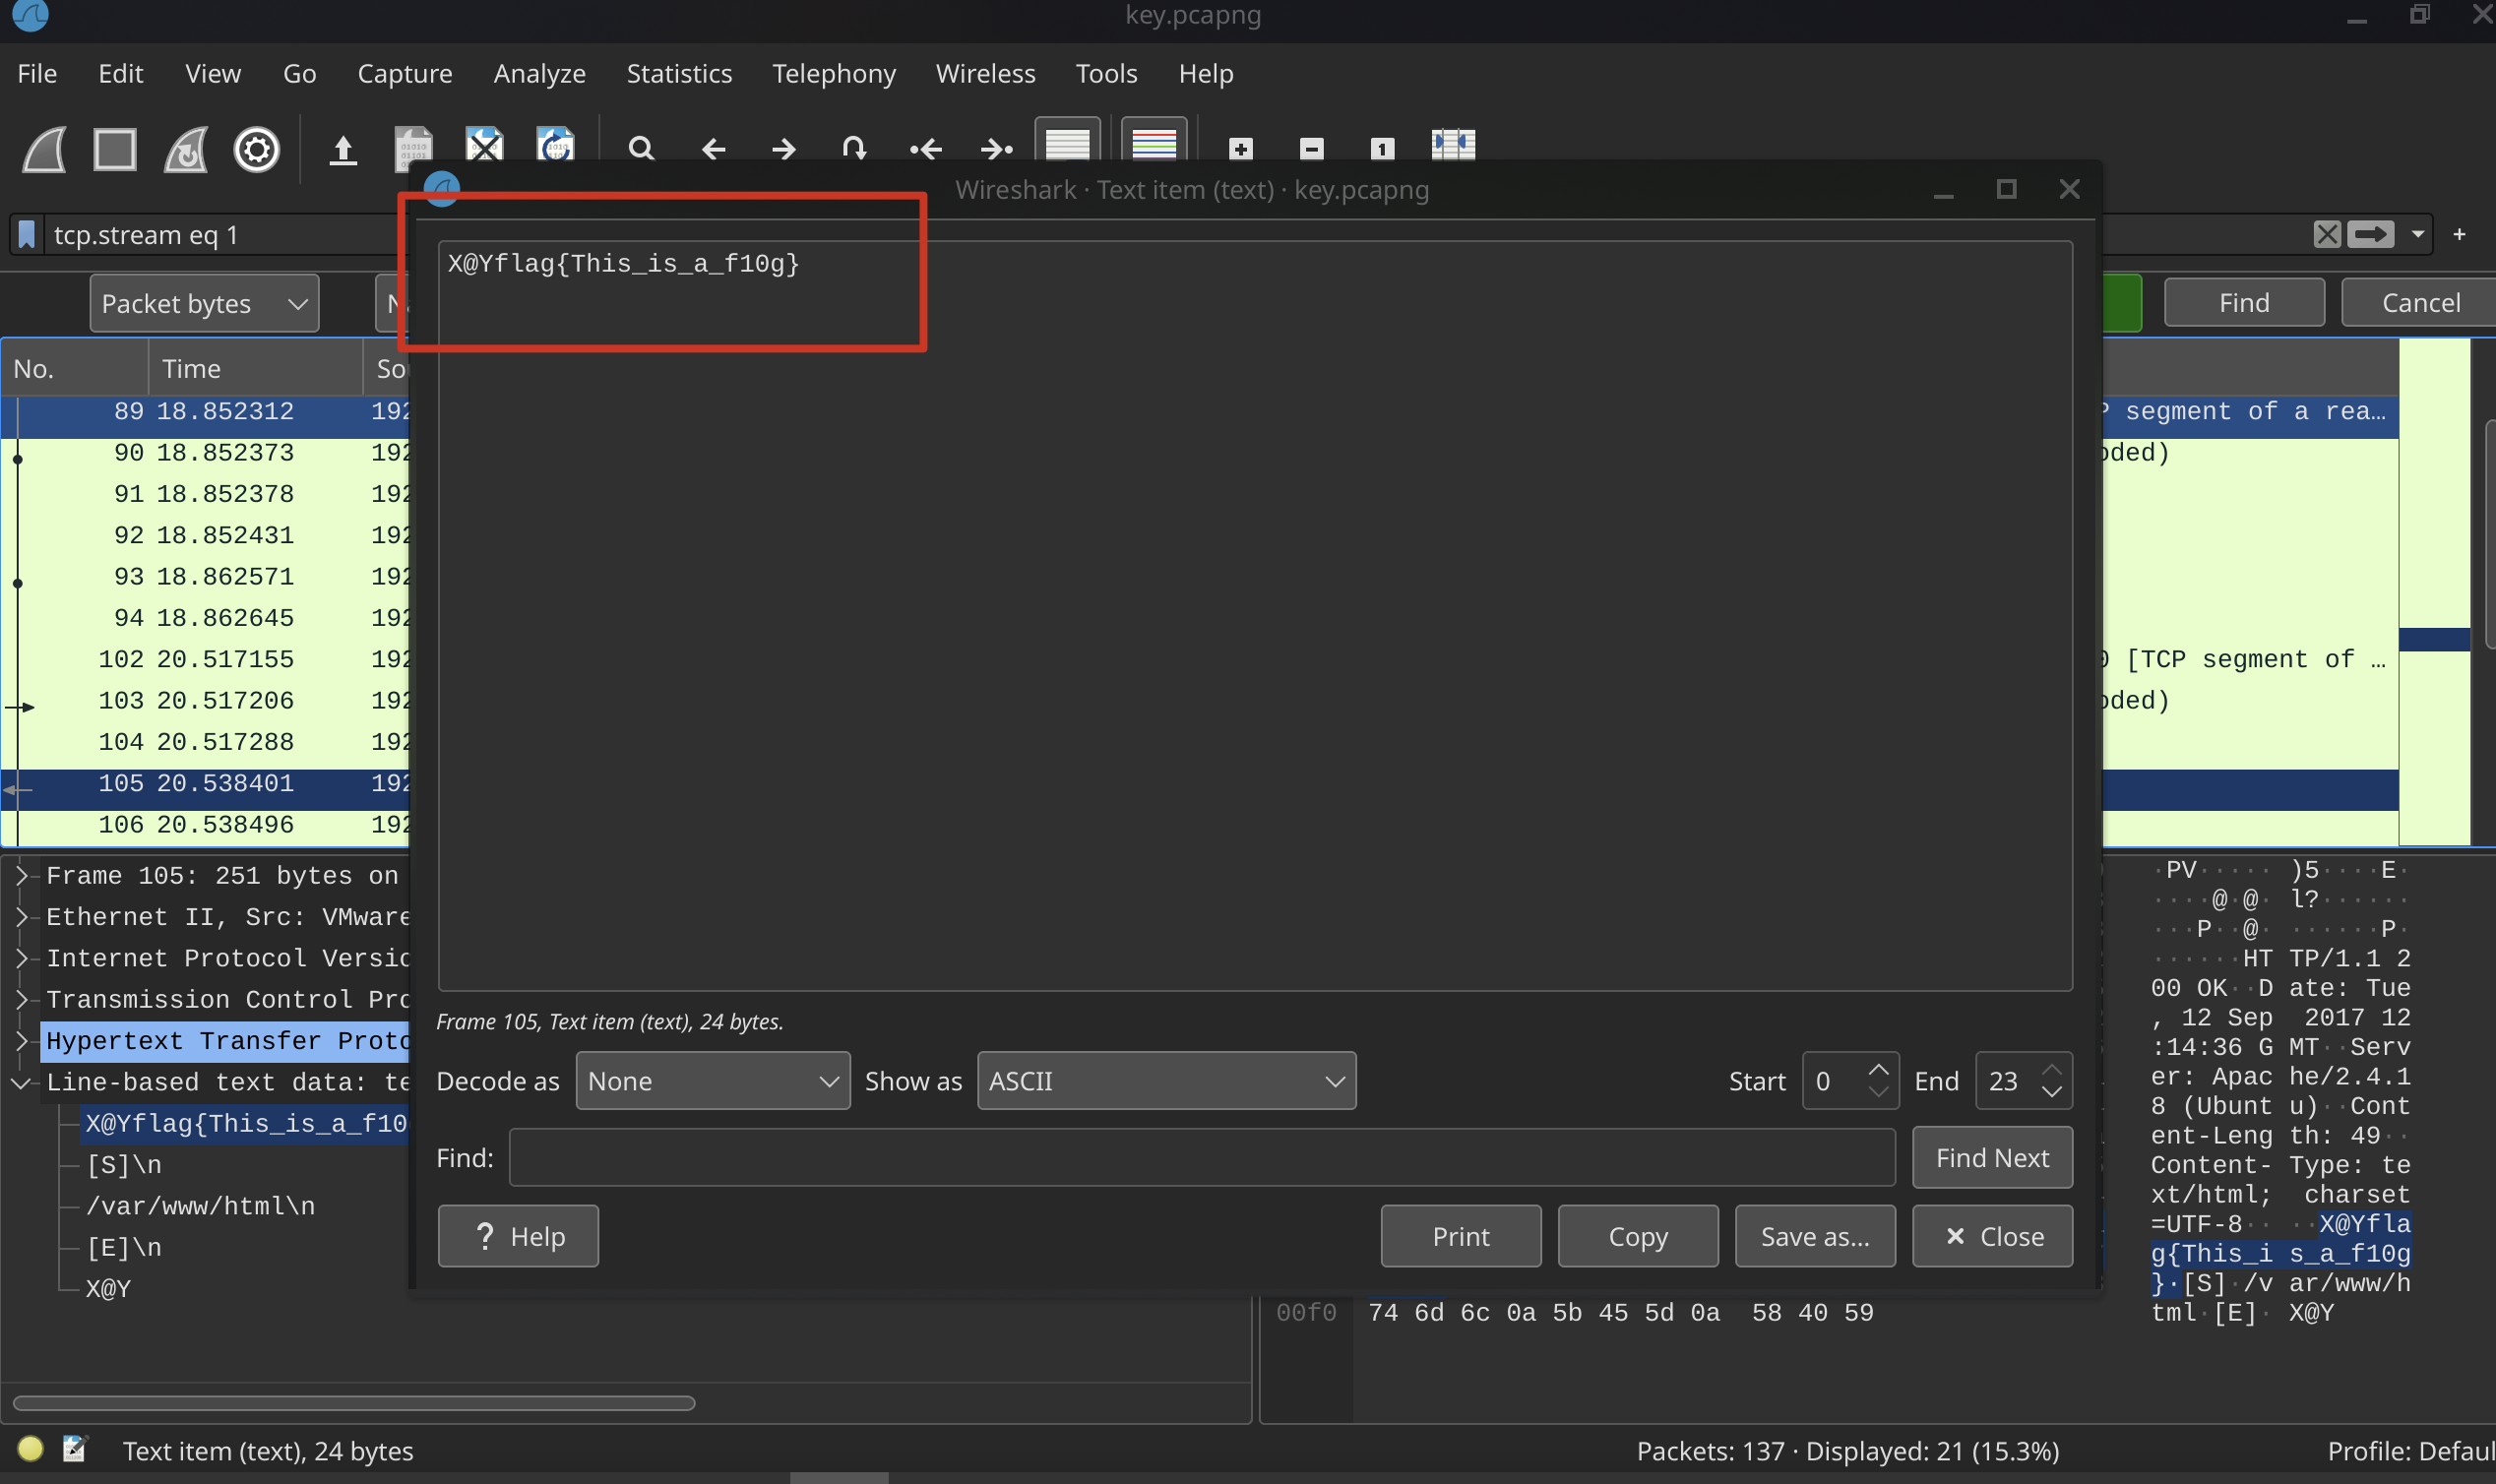 key.pcapng
File Edit View Go Capture Analyze Statistics Telephony Wireless Tools Help
Wireshark · Text item (text) · key.pcapng
tcp.stream eq 1
+
X@Yflag{This_is_a_f10g}
Packet bytes
Find
Cancel
No. Time
89 18.852312 192 segment of a rea…
90 18.852373 192
91 18.852378 192
92 18.852431 192
93 18.862571 192
94 18.862645 192
102 20.517155 192 [TCP segment of …
103 20.517206 192
104 20.517288 192
105 20.538401 192
106 20.538496 192
Frame 105: 251 bytes on
Ethernet II, Src: VMware
Internet Protocol Versio
Transmission Control Pro
Hypertext Transfer Proto
Line-based text data: te
X@Yflag{This_is_a_f10
[S]\n
/var/www/html\n
[E]\n
X@Y
Frame 105, Text item (text), 24 bytes.
Decode as None Show as ASCII Start 0 End 23
Find: Find Next
? Help Print Copy Save as... Close
·PV····· )5····E·
····@·@· l?······
···P··@· ······P·
······HT TP/1.1 2
00 OK··D ate: Tue
, 12 Sep  2017 12
:14:36 G MT··Serv
er: Apac he/2.4.1
8 (Ubunt u)··Cont
ent-Leng th: 49··
Content- Type: te
xt/html;  charset
=UTF-8·· ··X@Yfla
g{This_i s_a_f10g
}·[S]·/v ar/www/h
00f0 74 6d 6c 0a 5b 45 5d 0a 58 40 59 tml·[E]· X@Y
Text item (text), 24 bytes
Packets: 137 · Displayed: 21 (15.3%)
Profile: Defaul